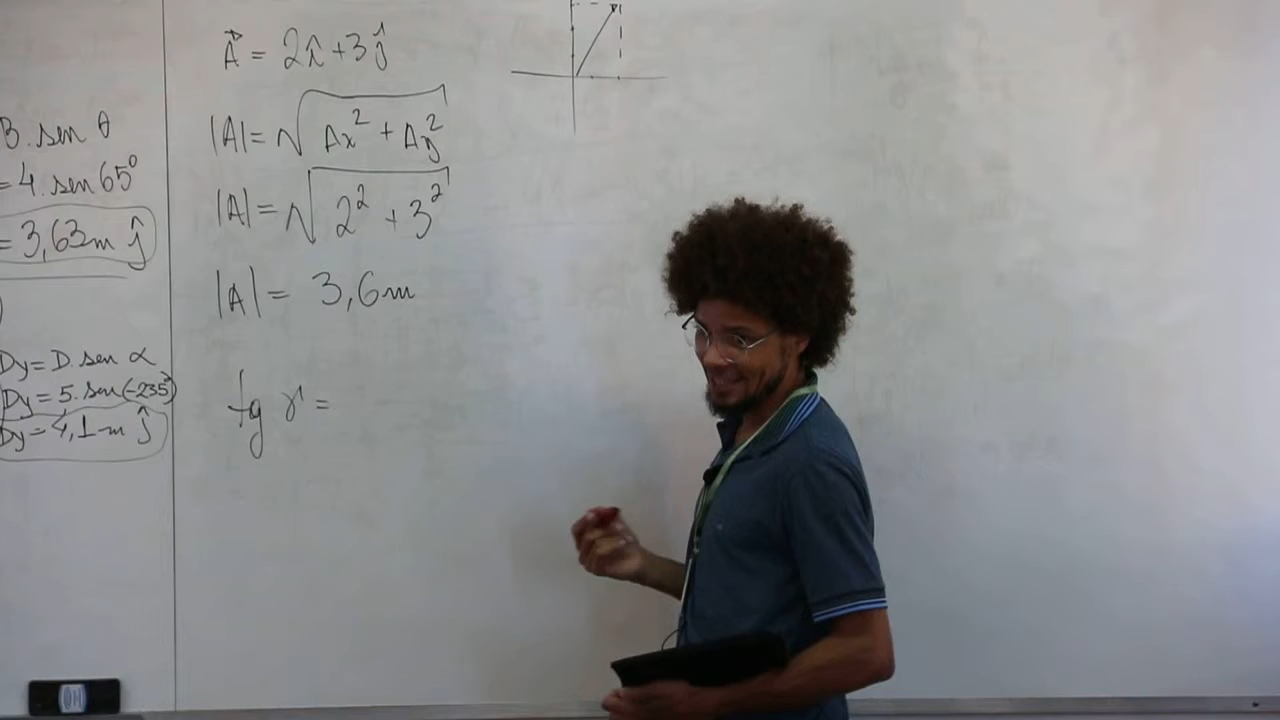 B. sen θ
= 4. sen 65°
= 3,63m ĵ
)
Dy = D. sen α
Dy = 5. sen(-235°)
Dy = 4,1 m ĵ
A⃗ = 2î + 3ĵ
|A| = √(Ax² + Ay²)
|A| = √(2² + 3²)
|A| = 3,6m
tg γ =